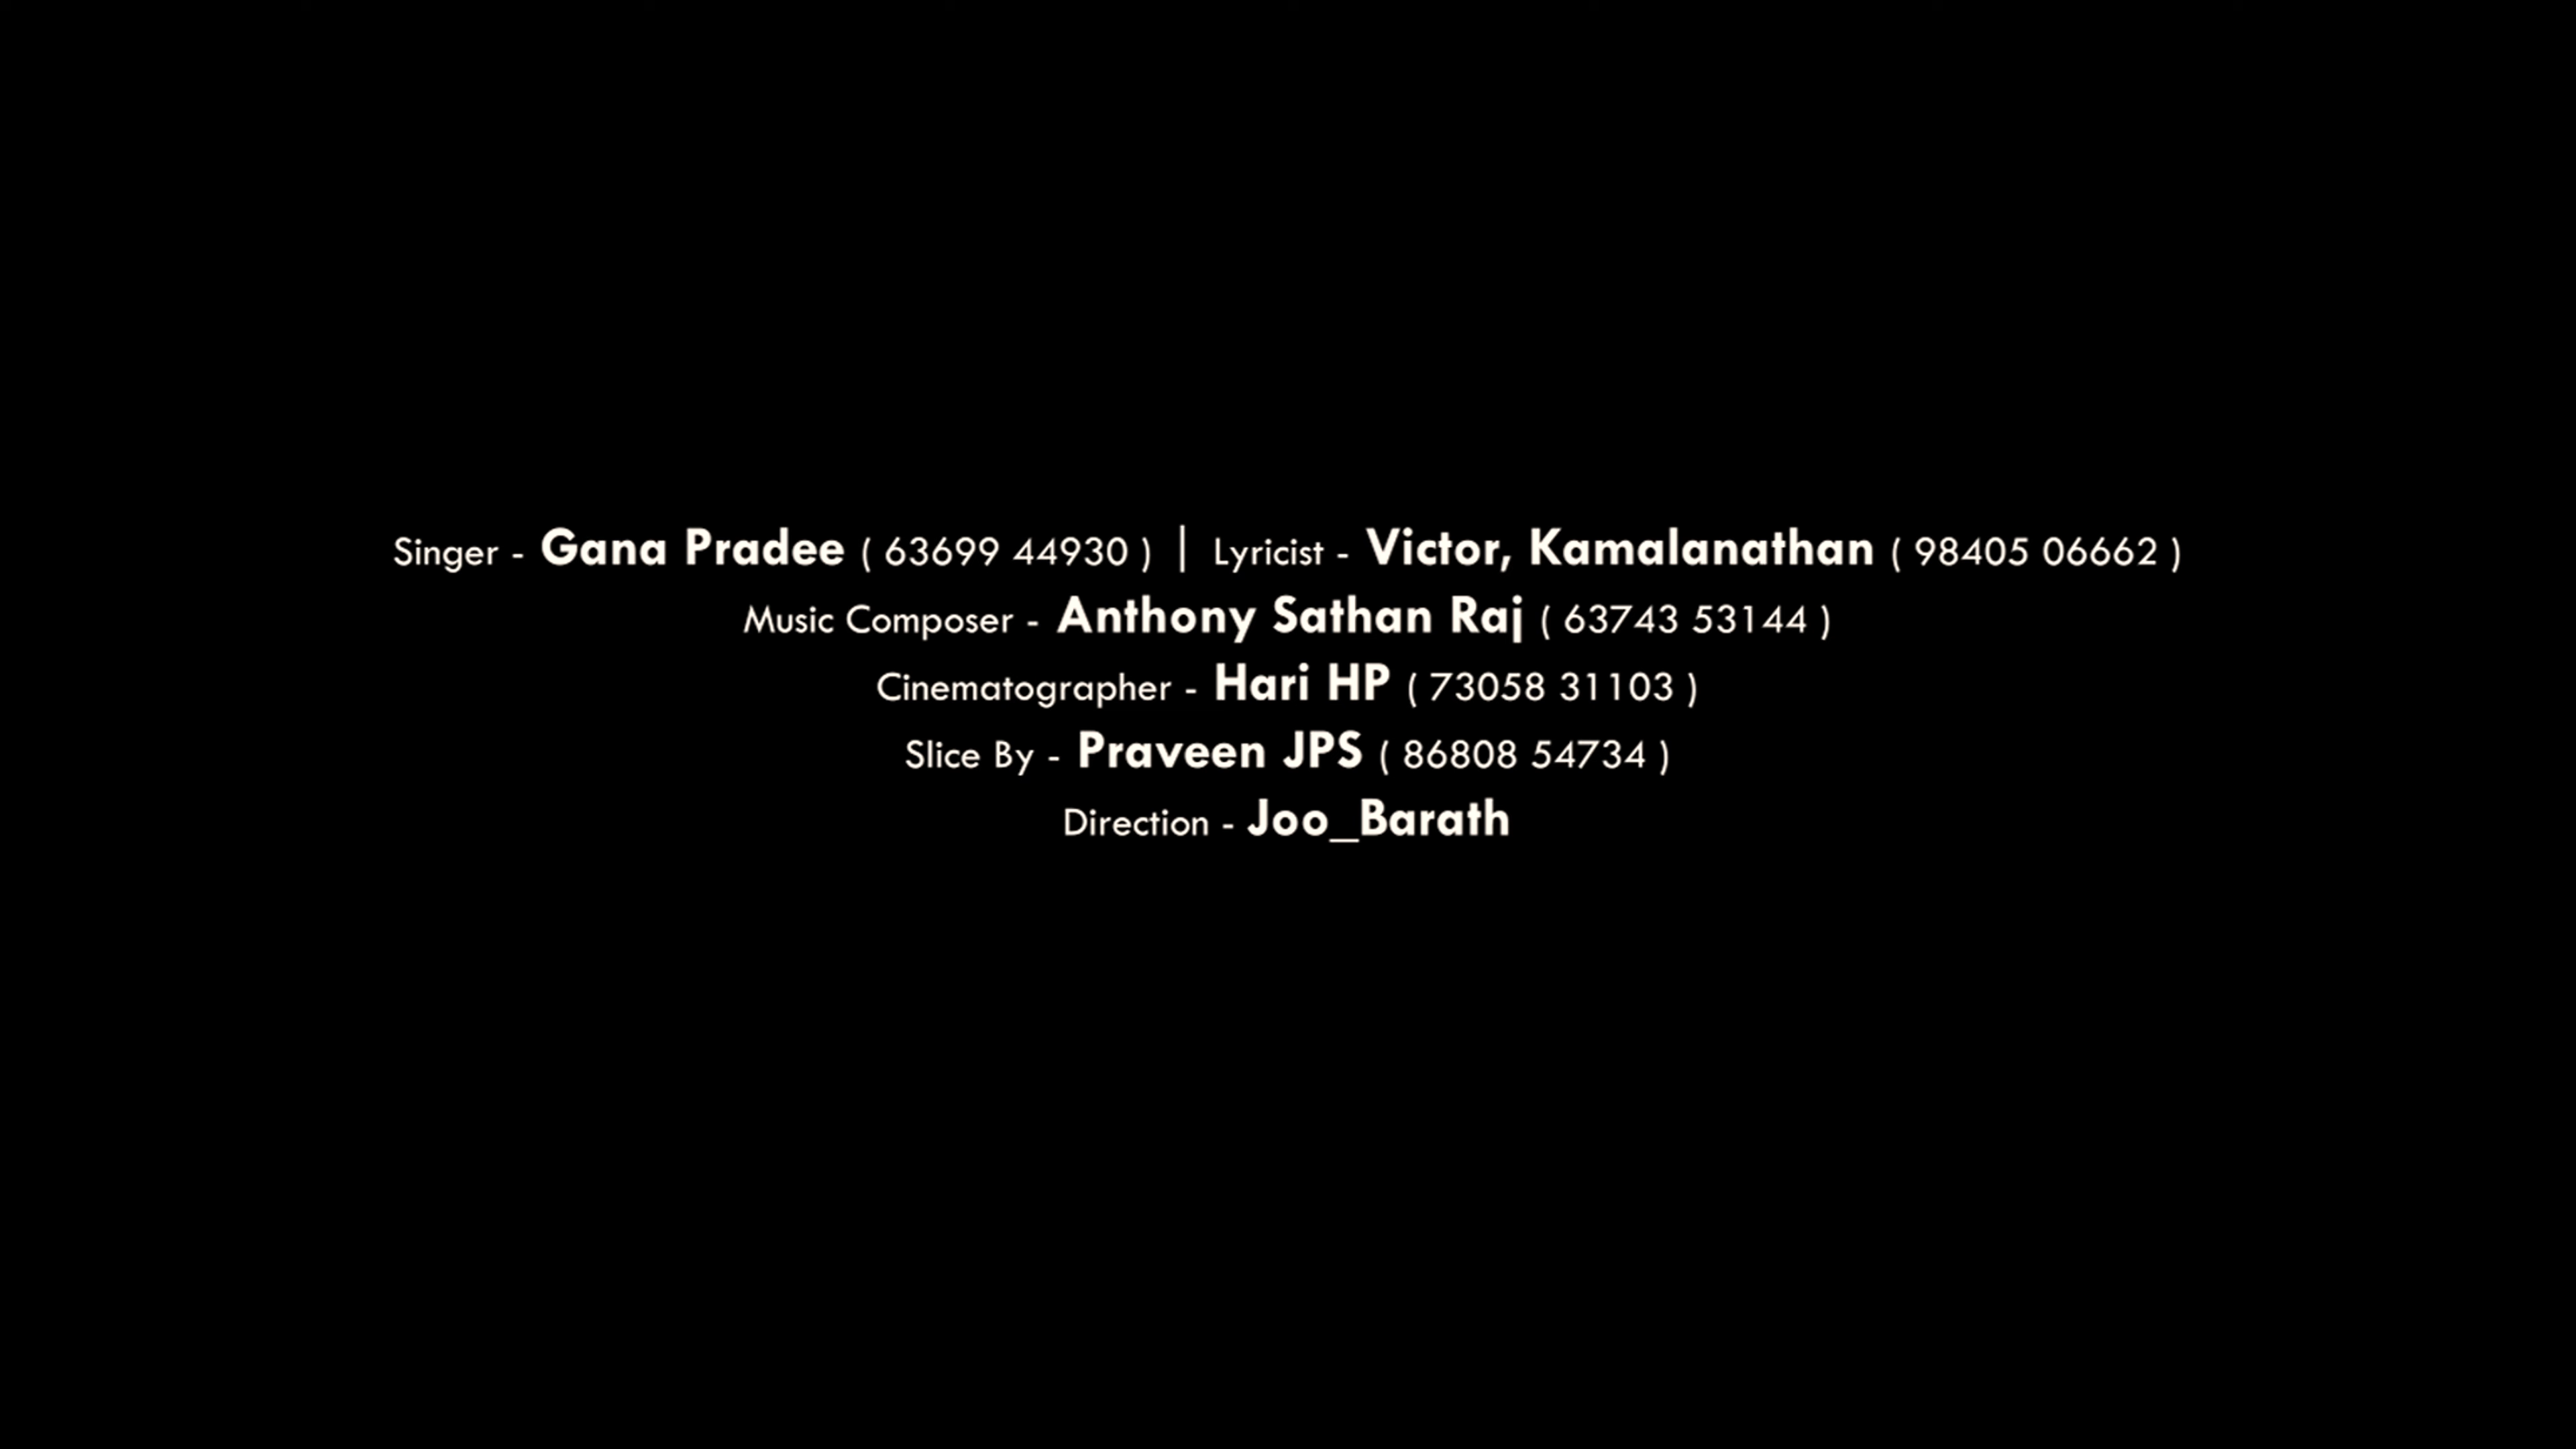 Singer - Gana Pradee ( 63699 44930 ) | Lyricist - Victor, Kamalanathan ( 98405 06662 )
Music Composer - Anthony Sathan Raj ( 63743 53144 )
Cinematographer - Hari HP ( 73058 31103 )
Slice By - Praveen JPS ( 86808 54734 )
Direction - Joo_Barath